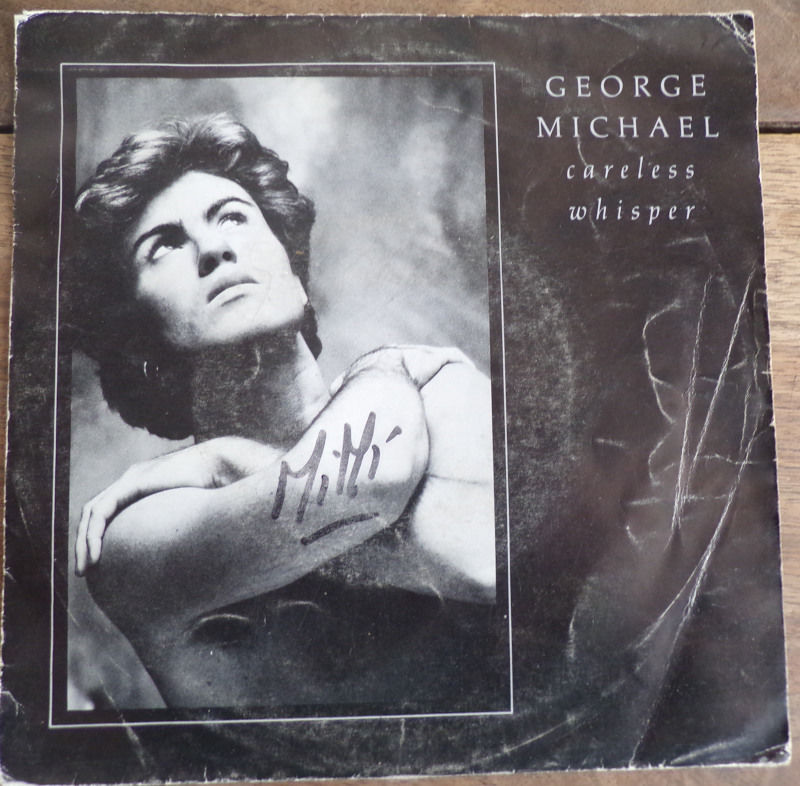 GEORGE
MICHAEL
careless
whisper
Mitti